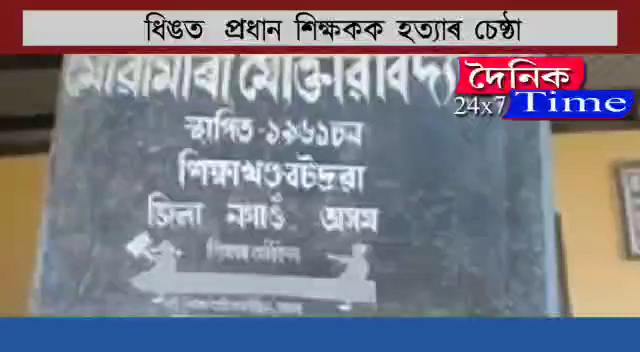 ধিঙত প্ৰধান শিক্ষকক হত্যাৰ চেষ্ঠা
দৈনিক
24x7 Time
মোৰামাৰী মোক্তাৰ
স্থাপিত-১৯৬১চন
শিক্ষাখণ্ড বটদ্ৰৱা
জিলা নগাওঁ অসম